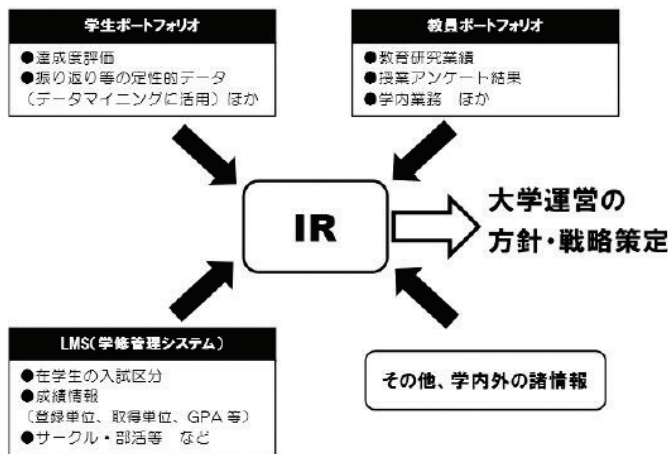 学生ポートフォリオ
●達成度評価
●振り返り等の定性的データ
（データマイニングに活用）ほか
教員ポートフォリオ
●教育研究業績
●授業アンケート結果
●学内業務　ほか
IR
大学運営の
方針・戦略策定
LMS（学修管理システム）
●在学生の入試区分
●成績情報
（登録単位、取得単位、GPA 等）
●サークル・部活等　など
その他、学内外の諸情報